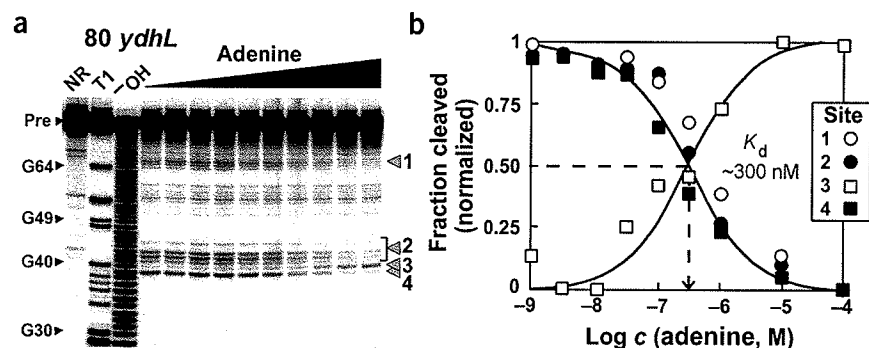 a
80 ydhL
Adenine
NR
T1
–OH
Pre
G64
1
G49
2
G40
3
4
G30
b
Fraction cleaved
(normalized)
1
0.75
0.50
0.25
0
–9
–8
–7
–6
–5
–4
Log c (adenine, M)
Kd
~300 nM
Site
1
2
3
4